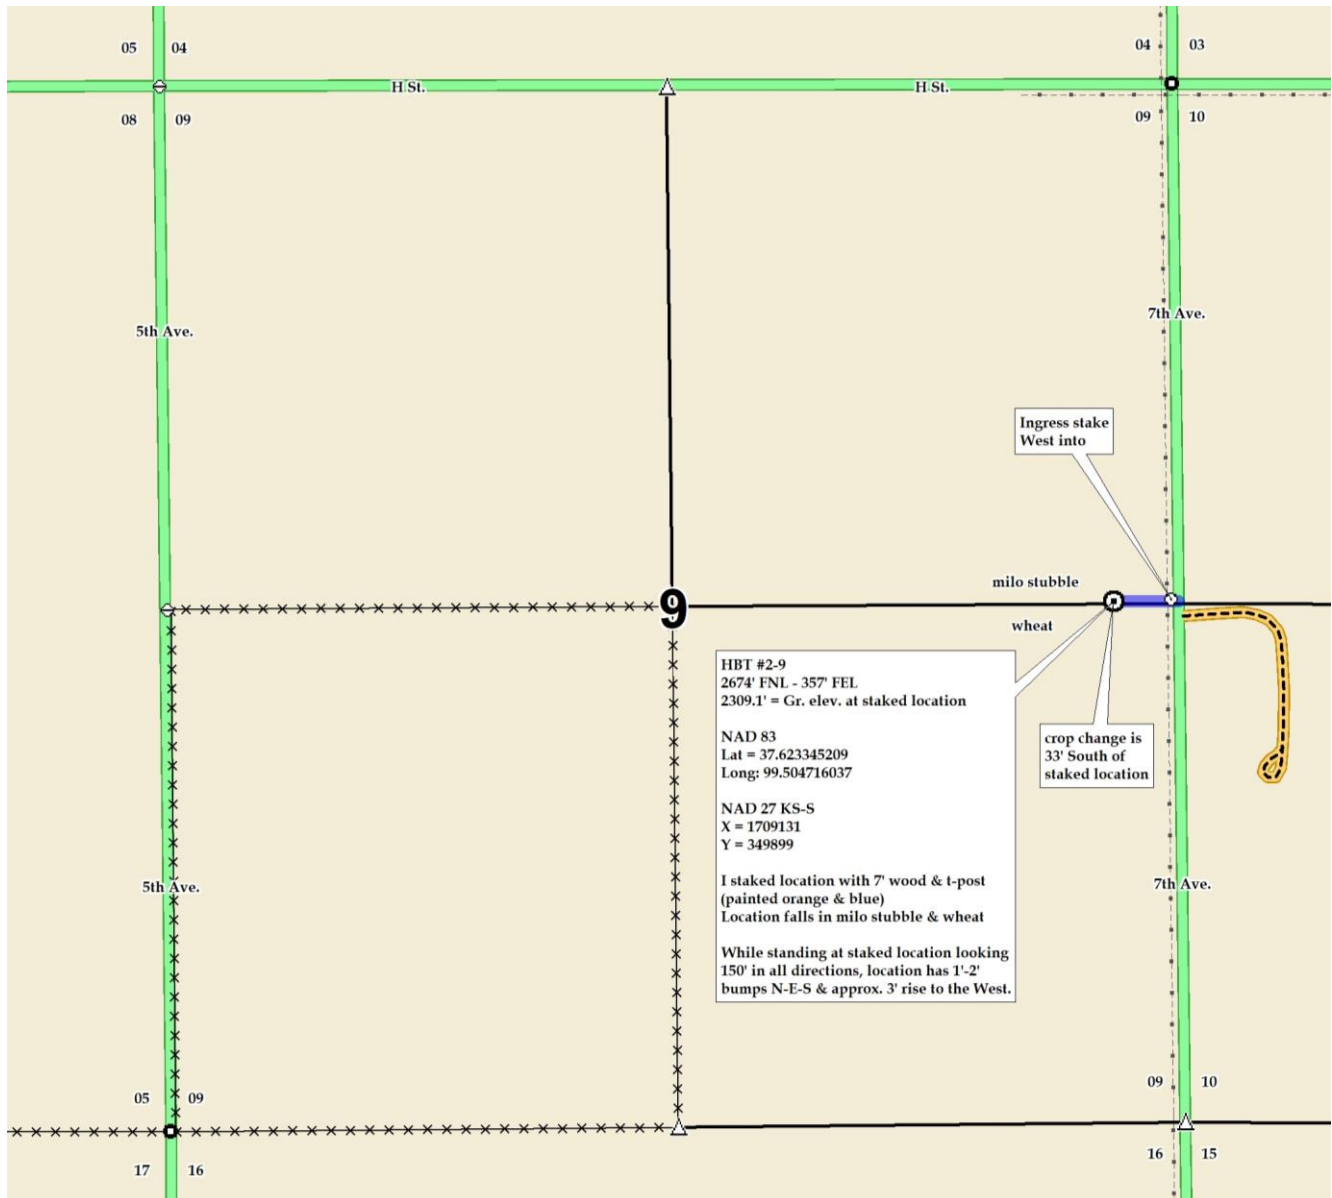 05 04
04 03
H St.
H St.
08 09
09 10
5th Ave.
7th Ave.
Ingress stake
West into
milo stubble
9
wheat
HBT #2-9
2674' FNL - 357' FEL
2309.1' = Gr. elev. at staked location
NAD 83
Lat = 37.623345209
Long: 99.504716037
NAD 27 KS-S
X = 1709131
Y = 349899
I staked location with 7' wood & t-post
(painted orange & blue)
Location falls in milo stubble & wheat
While standing at staked location looking
150' in all directions, location has 1'-2'
bumps N-E-S & approx. 3' rise to the West.
crop change is
33' South of
staked location
5th Ave.
7th Ave.
05 09
09 10
17 16
16 15